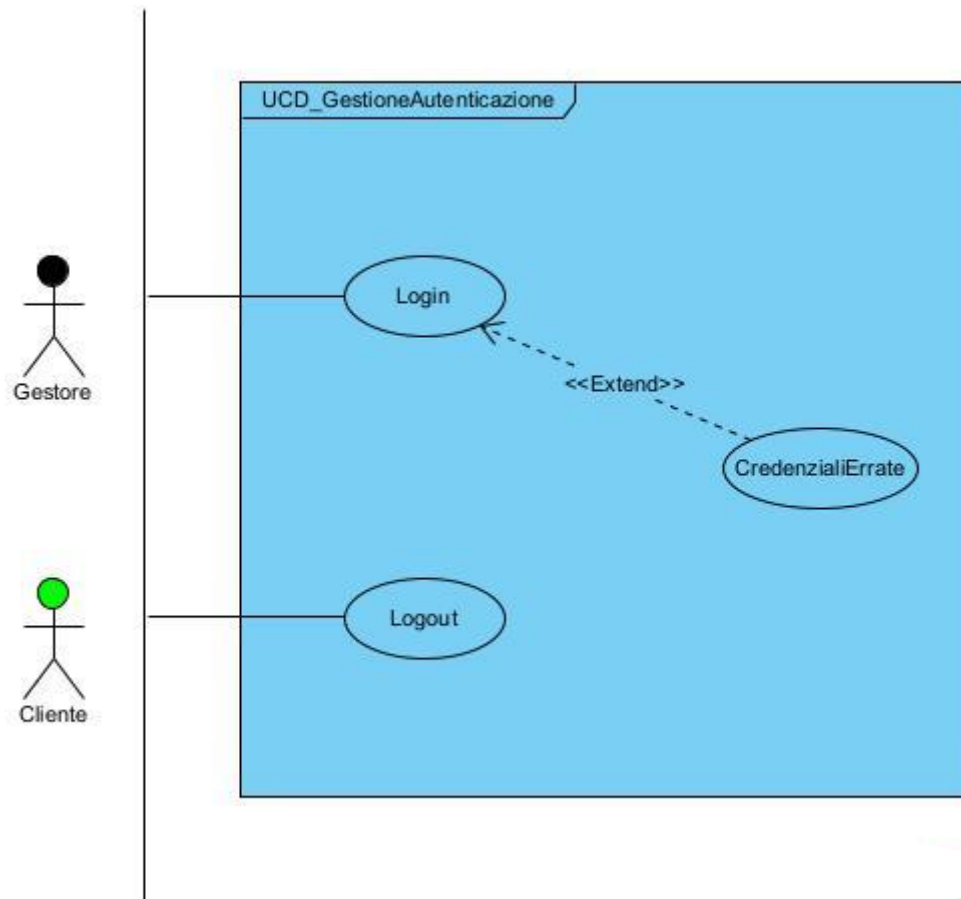 UCD_GestioneAutenticazione
Login
Gestore
<<Extend>>
CredenzialiErrate
Logout
Cliente